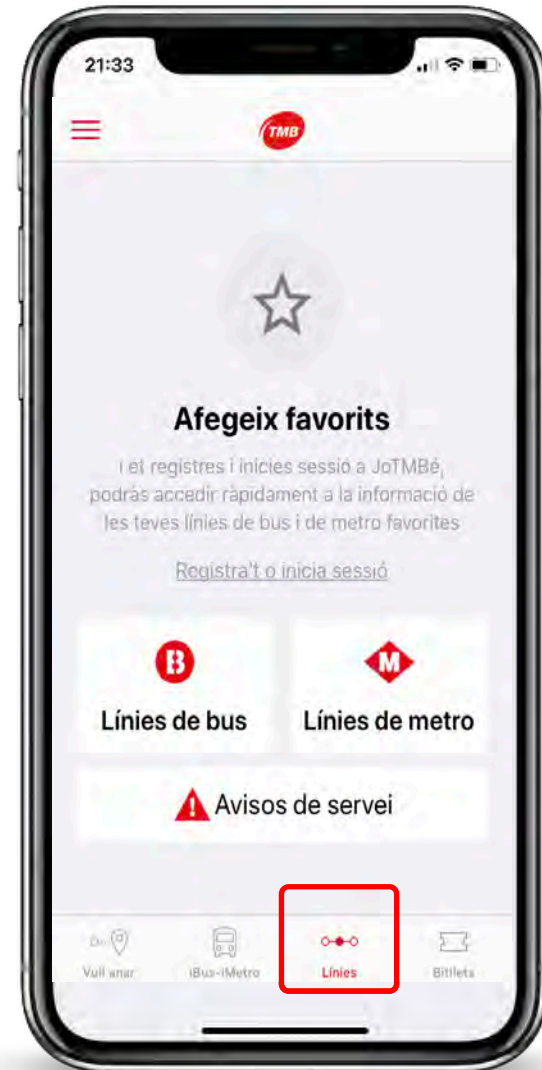 21:33
TMB
Afegeix favorits
i et registres i inicies sessió a JoTMBé,
podràs accedir ràpidament a la informació de
les teves línies de bus i de metro favorites
Registra't o inicia sessió
B
M
Línies de bus
Línies de metro
Avisos de servei
Vull anar
iBus-iMetro
Línies
Bitllets